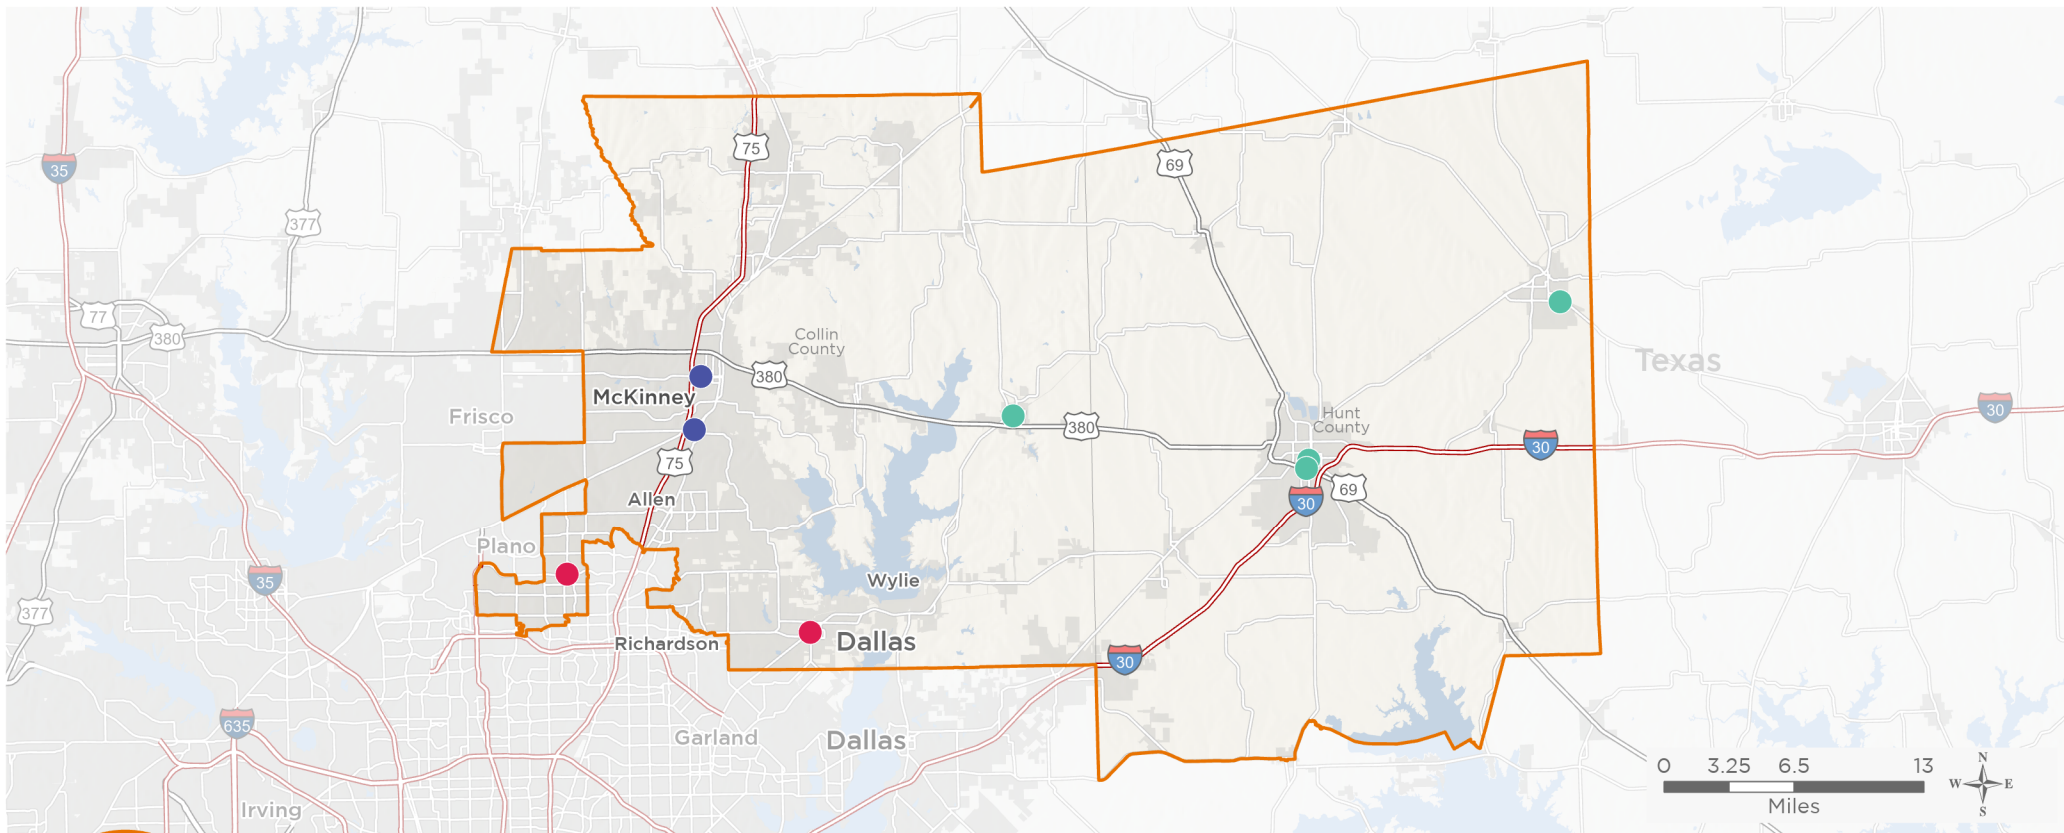 75
69
35
377
77
380
Collin
County
Texas
380
McKinney
Frisco
30
Hunt
County
380
30
75
Allen
69
30
Plano
35
Wylie
377
Richardson
Dallas
30
635
Garland
Dallas
Irving
0 3.25 6.5 13
Miles
N
W E
S